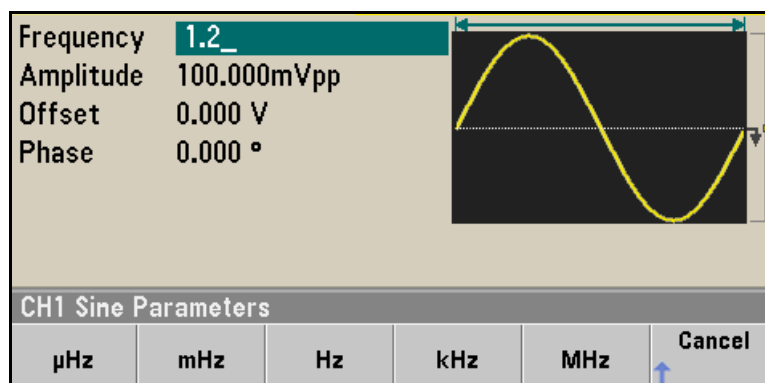 Frequency 1.2_
Amplitude 100.000mVpp
Offset 0.000 V
Phase 0.000 °
CH1 Sine Parameters
µHz mHz Hz kHz MHz Cancel